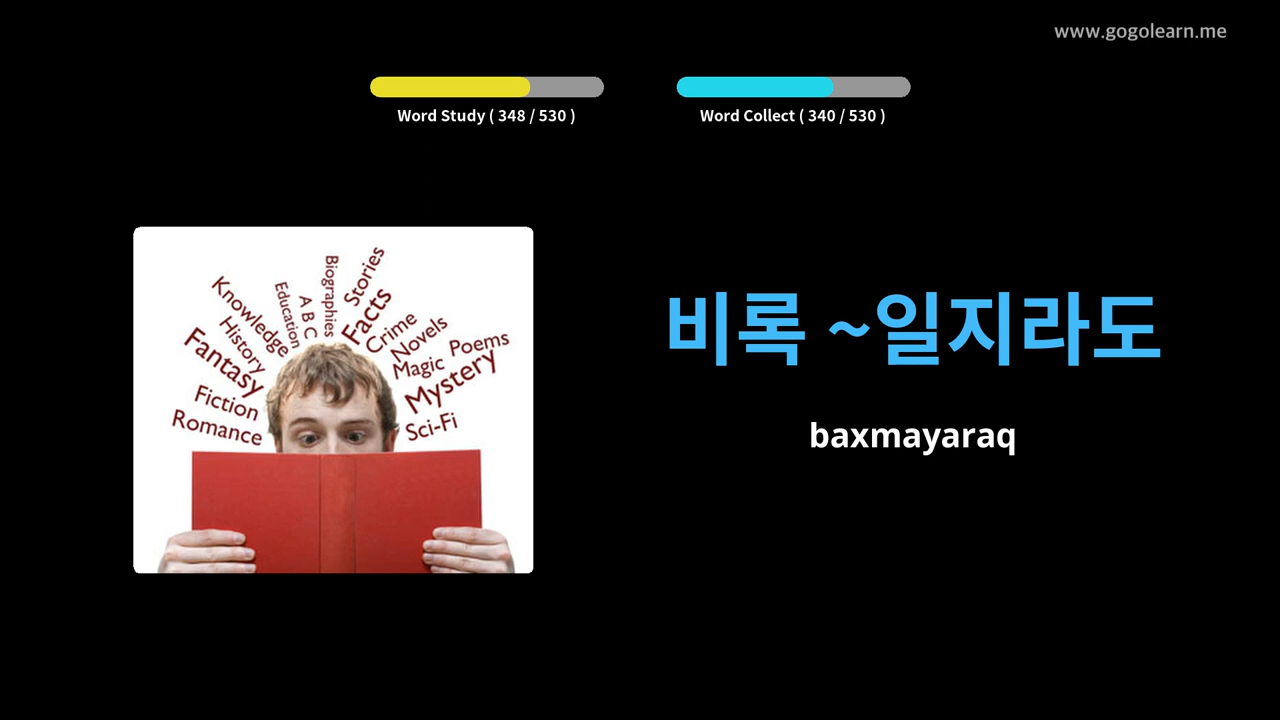 www.gogolearn.me
Word Study ( 348 / 530 )
Word Collect ( 340 / 530 )
Biographies
Stories
Knowledge
Education
A B C
Facts
History
Crime
Novels
Fantasy
Magic
Poems
Mystery
Fiction
Romance
Sci-Fi
비록 ~일지라도
baxmayaraq